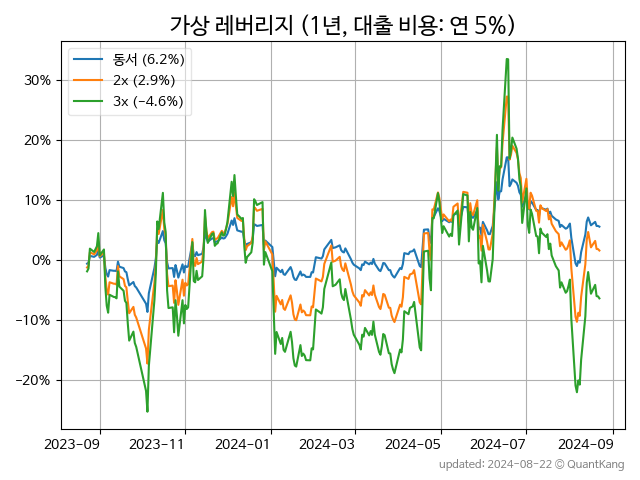 가상 레버리지 (1년, 대출 비용: 연 5%)
동서 (6.2%)
2x (2.9%)
3x (−4.6%)
30%
20%
10%
0%
−10%
−20%
2023-09 2023-11 2024-01 2024-03 2024-05 2024-07 2024-09
updated: 2024-08-22 © QuantKang